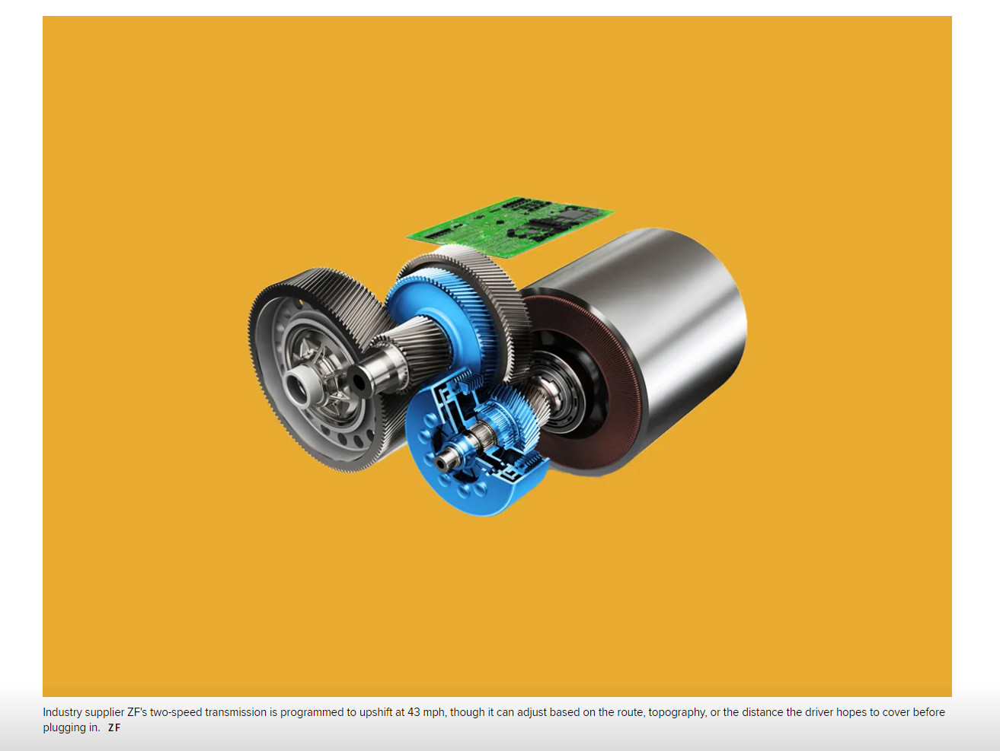 Industry supplier ZF's two-speed transmission is programmed to upshift at 43 mph, though it can adjust based on the route, topography, or the distance the driver hopes to cover before
plugging in. ZF